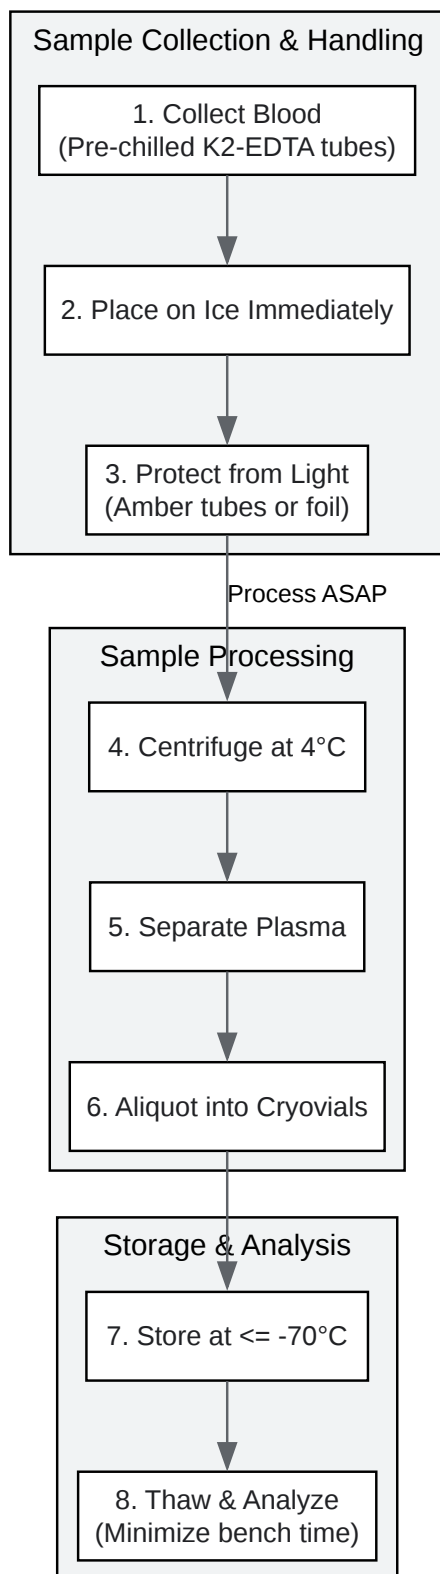 Sample Collection & Handling
1. Collect Blood
(Pre-chilled K2-EDTA tubes)
2. Place on Ice Immediately
3. Protect from Light
(Amber tubes or foil)
Process ASAP
Sample Processing
4. Centrifuge at 4°C
5. Separate Plasma
6. Aliquot into Cryovials
Storage & Analysis
7. Store at <= -70°C
8. Thaw & Analyze
(Minimize bench time)